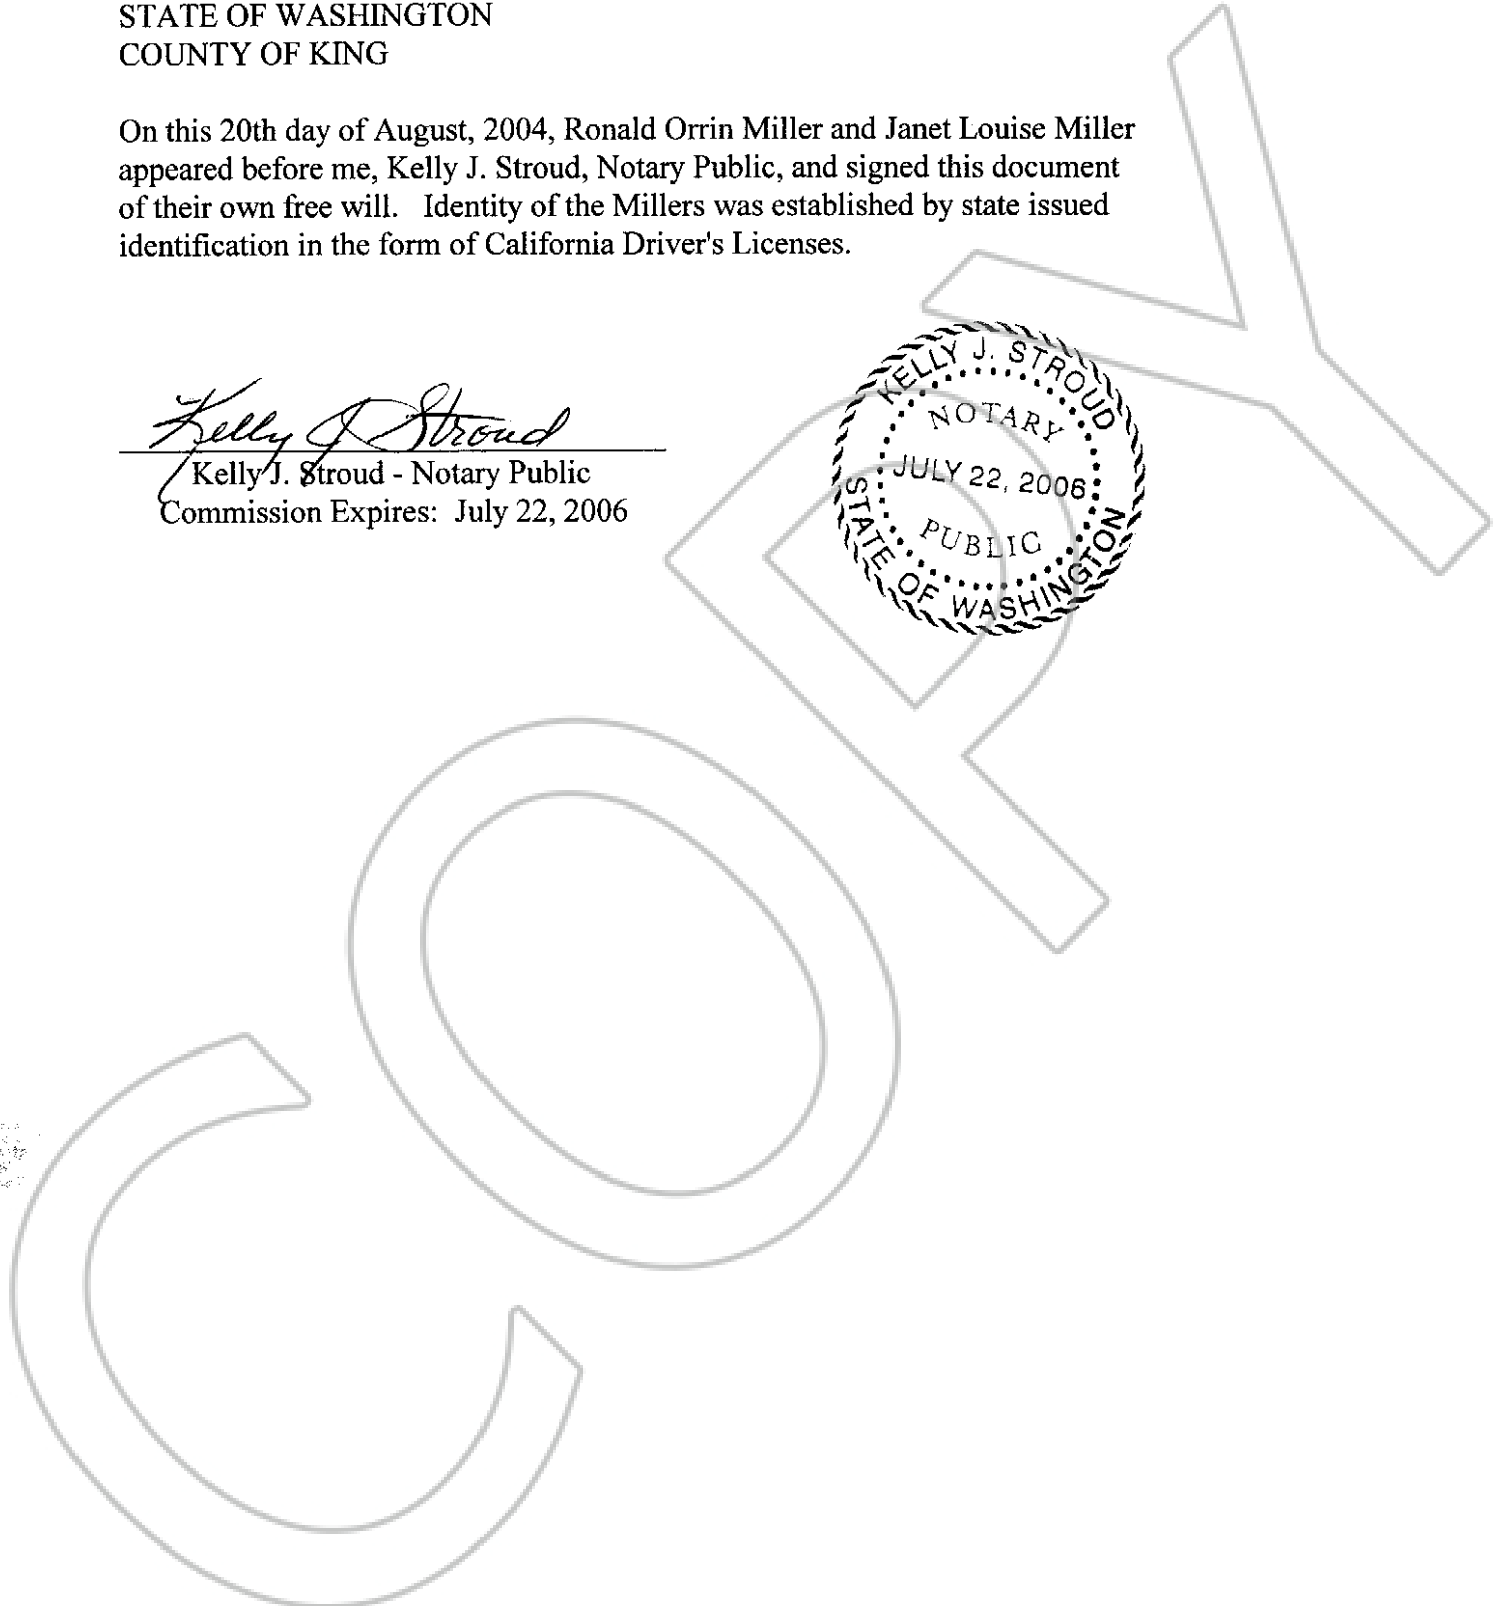 STATE OF WASHINGTON
COUNTY OF KING
On this 20th day of August, 2004, Ronald Orrin Miller and Janet Louise Miller
appeared before me, Kelly J. Stroud, Notary Public, and signed this document
of their own free will. Identity of the Millers was established by state issued
identification in the form of California Driver's Licenses.
Kelly J Stroud
Kelly J. Stroud - Notary Public
Commission Expires: July 22, 2006
KELLY J. STROUD
NOTARY
JULY 22, 2006
PUBLIC
STATE OF WASHINGTON
COPY